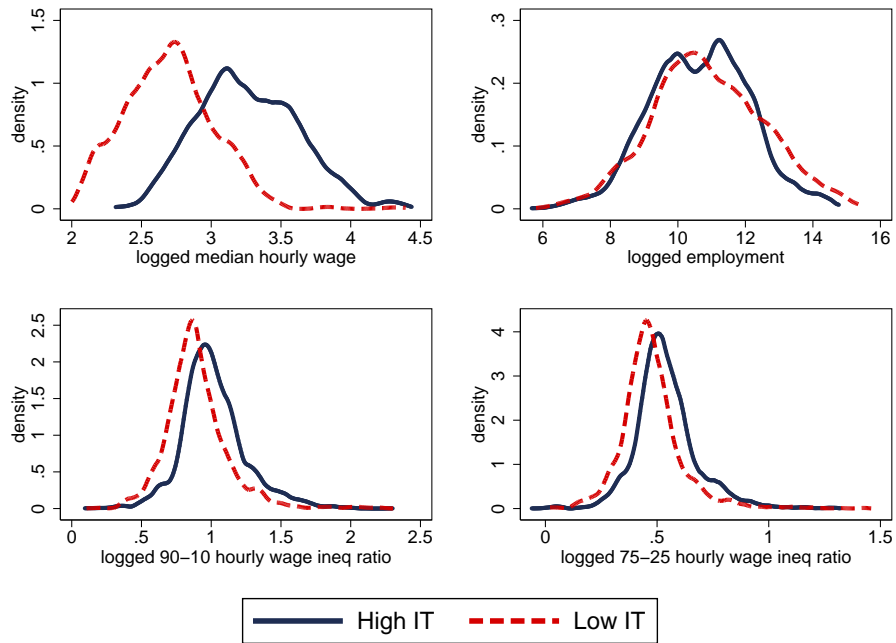 1.5
1
.5
0
density
2 2.5 3 3.5 4 4.5
logged median hourly wage
.3
.2
.1
0
density
6 8 10 12 14 16
logged employment
2.5
2
1.5
1
.5
0
density
0 .5 1 1.5 2 2.5
logged 90−10 hourly wage ineq ratio
4
3
2
1
0
density
0 .5 1 1.5
logged 75−25 hourly wage ineq ratio
High IT Low IT